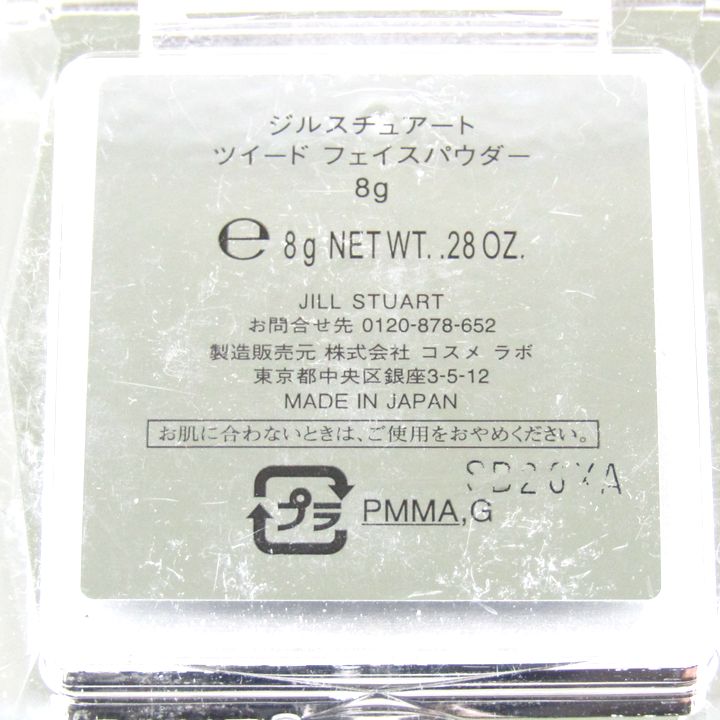 ジルスチュアート
ツイード フェイスパウダー
8g
℮ 8g NET WT. .28 OZ.
JILL STUART
お問合せ先 0120-878-652
製造販売元 株式会社 コスメ ラボ
東京都中央区銀座3-5-12
MADE IN JAPAN
お肌に合わないときは、ご使用をおやめください。
プラ PMMA,G